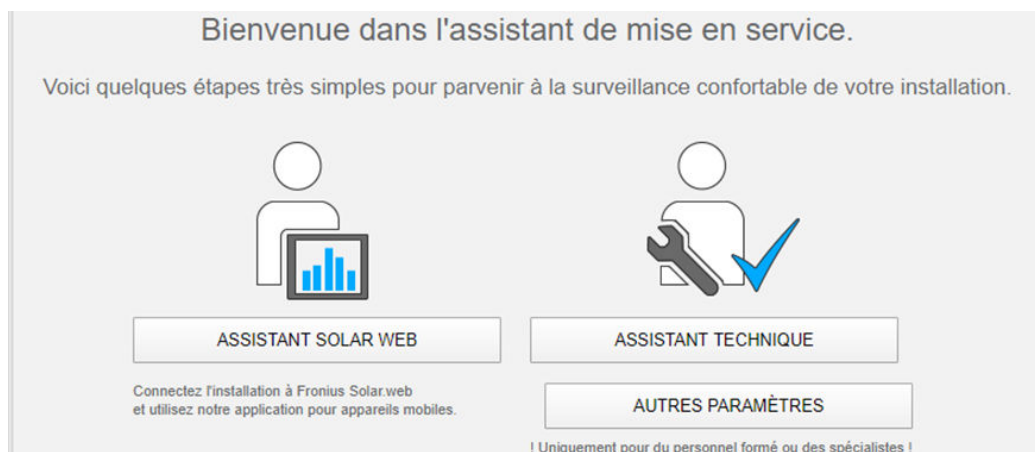 Bienvenue dans l'assistant de mise en service.
Voici quelques étapes très simples pour parvenir à la surveillance confortable de votre installation.
ASSISTANT SOLAR WEB
Connectez l'installation à Fronius Solar.web
et utilisez notre application pour appareils mobiles.
ASSISTANT TECHNIQUE
AUTRES PARAMÈTRES
! Uniquement pour du personnel formé ou des spécialistes !